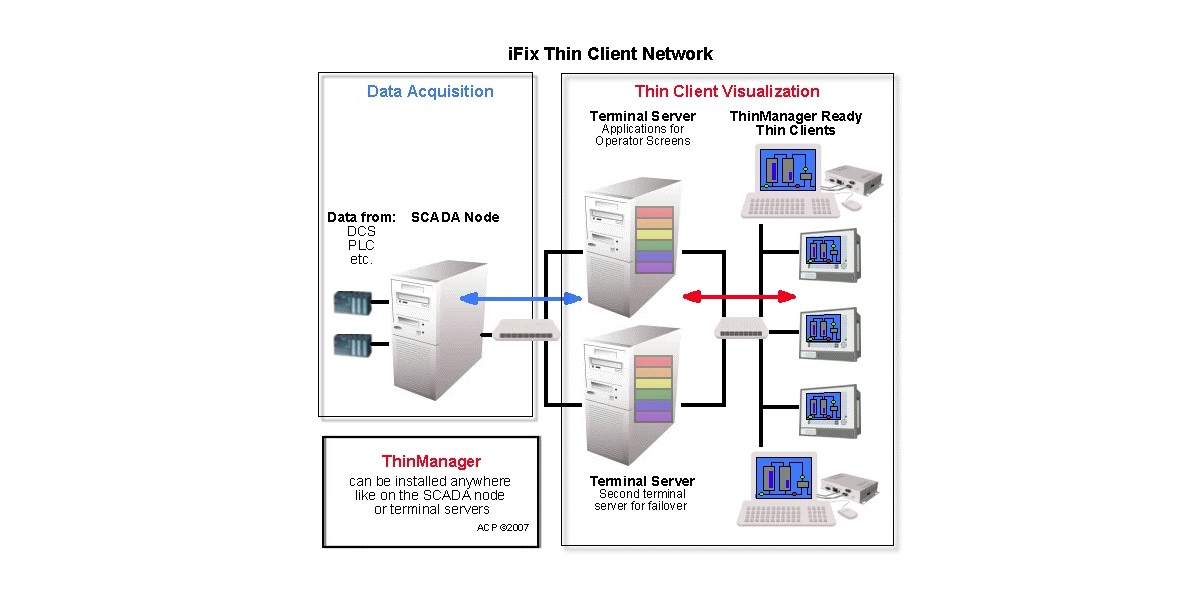 iFix Thin Client Network
Data Acquisition
Data from:
DCS
PLC
etc.
SCADA Node
Thin Client Visualization
Terminal Server
Applications for
Operator Screens
ThinManager Ready
Thin Clients
Terminal Server
Second terminal
server for failover
ThinManager
can be installed anywhere
like on the SCADA node
or terminal servers
ACP ©2007